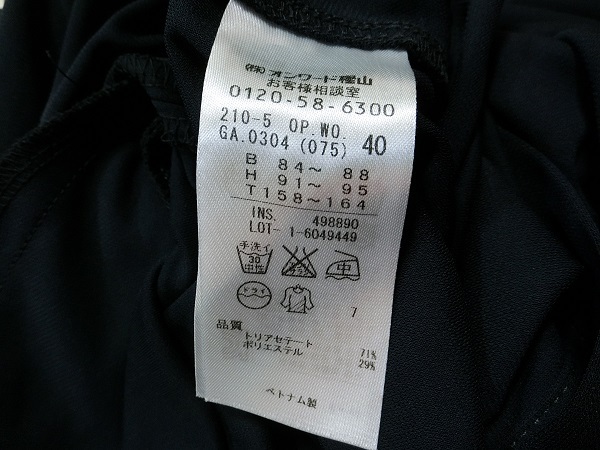 ㈱オンワード樫山
お客様相談室
0120-58-6300
210-5 OP.WO. 40
GA.0304 (075)
B 84～ 88
H 91～ 95
T158～164
INS. 498890
LOT- 1-6049449
手洗イ
30
中性
中
ドライ
7
品質
トリアセテート 71%
ポリエステル 29%
ベトナム製